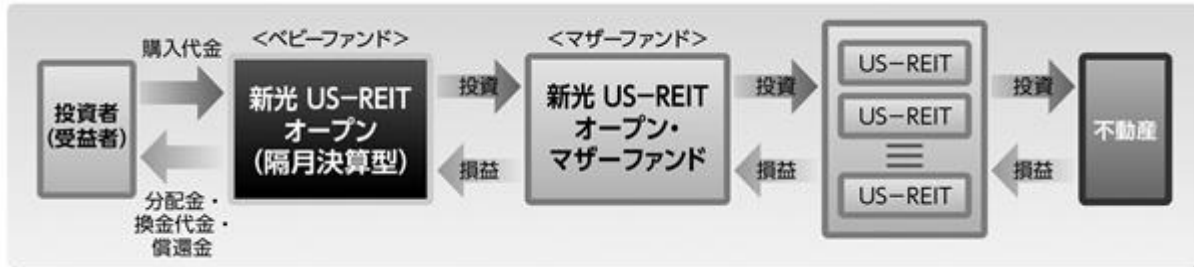 購入代金
投資者
(受益者)
分配金・
換金代金・
償還金
<ベビーファンド>
新光 US-REIT
オープン
(隔月決算型)
投資
損益
<マザーファンド>
新光 US-REIT
オープン・
マザーファンド
投資
損益
US-REIT
US-REIT
US-REIT
投資
損益
不動産